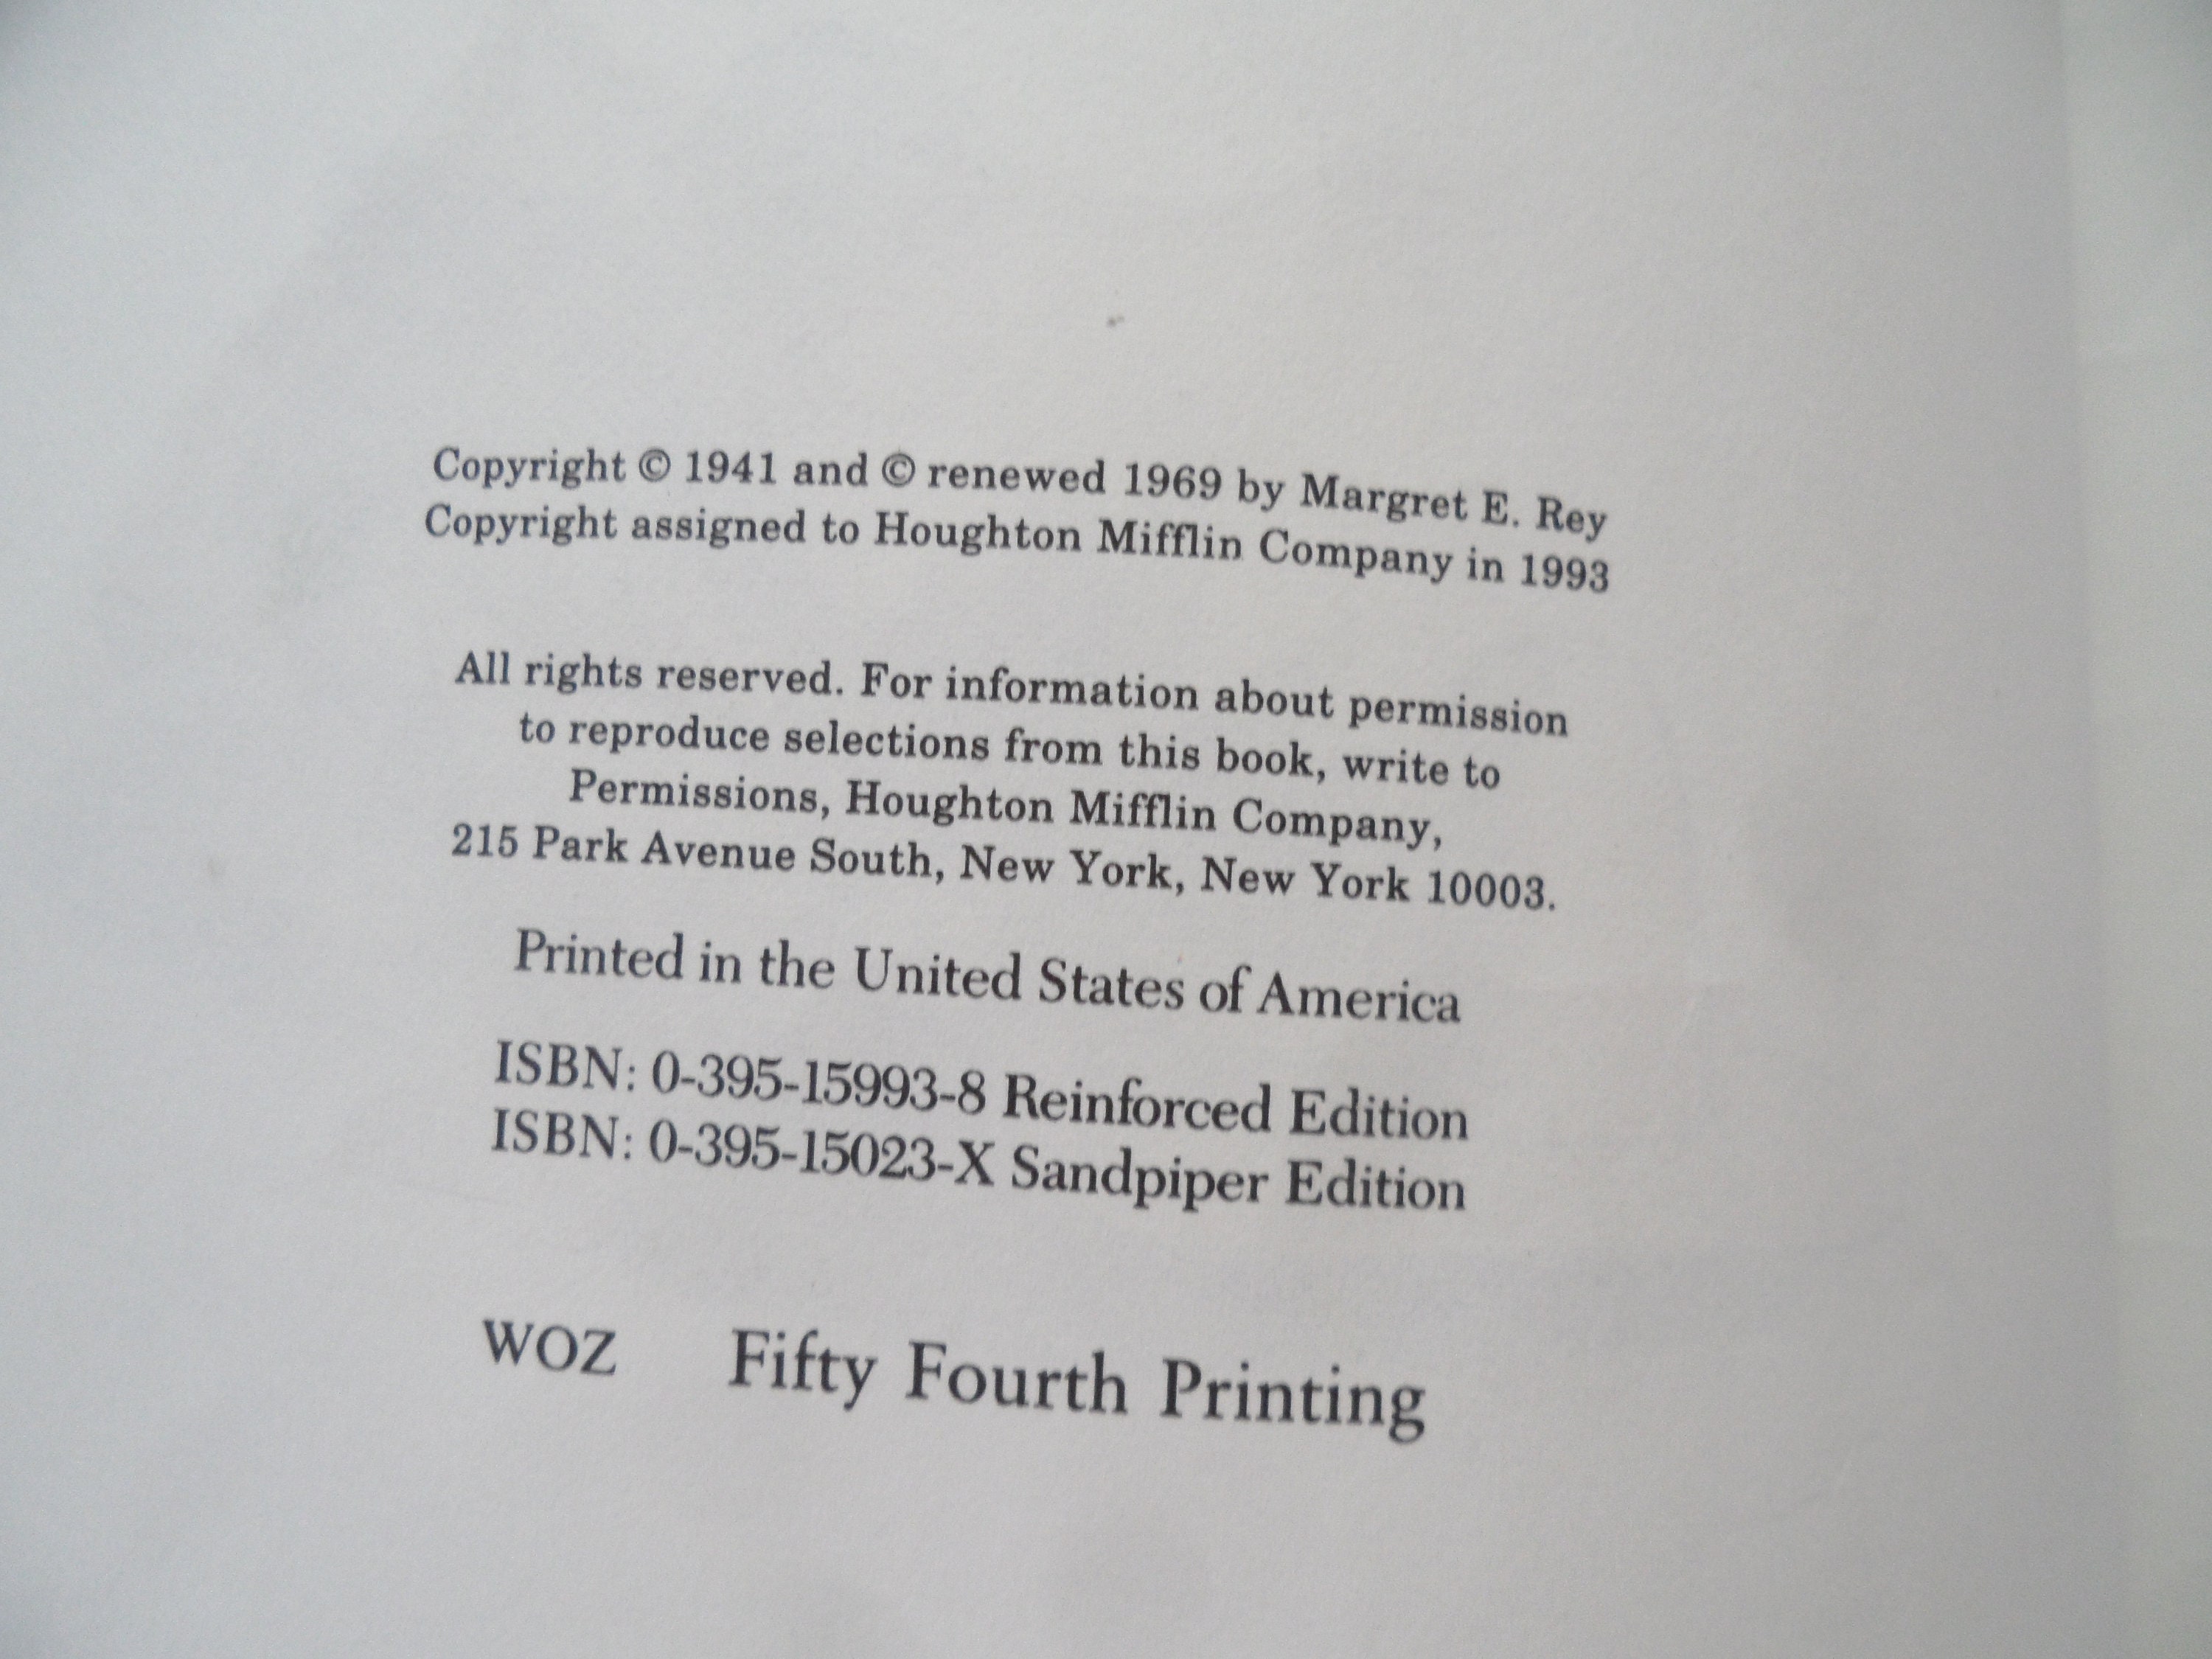 Copyright © 1941 and © renewed 1969 by Margret E. Rey
Copyright assigned to Houghton Mifflin Company in 1993
All rights reserved. For information about permission
to reproduce selections from this book, write to
Permissions, Houghton Mifflin Company,
215 Park Avenue South, New York, New York 10003.
Printed in the United States of America
ISBN: 0-395-15993-8 Reinforced Edition
ISBN: 0-395-15023-X Sandpiper Edition
WOZ Fifty Fourth Printing